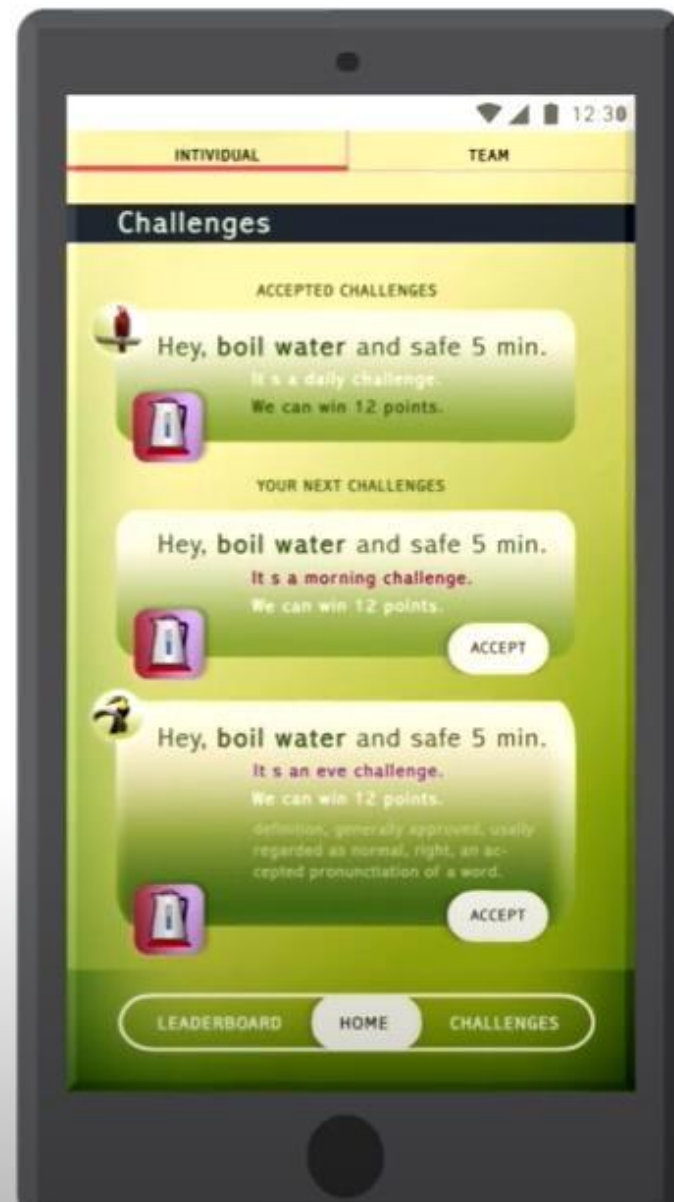 12:30
INTIVIDUAL TEAM
Challenges
ACCEPTED CHALLENGES
Hey, boil water and safe 5 min.
It s a daily challenge.
We can win 12 points.
YOUR NEXT CHALLENGES
Hey, boil water and safe 5 min.
It s a morning challenge.
We can win 12 points.
ACCEPT
Hey, boil water and safe 5 min.
It s an eve challenge.
We can win 12 points.
definition, generally approved, usally
regarded as normal, right, an ac-
cepted pronunctiation of a word.
ACCEPT
LEADERBOARD HOME CHALLENGES